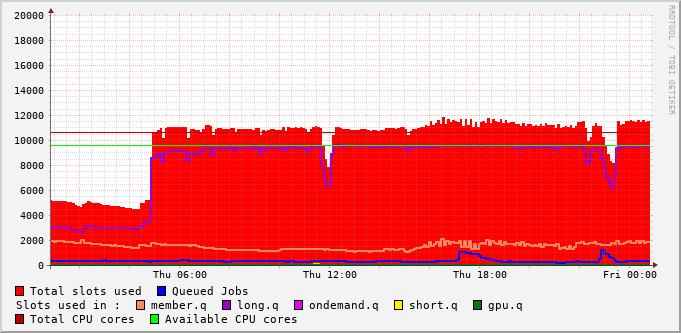 20000
18000
16000
14000
12000
10000
8000
6000
4000
2000
0
Thu 06:00 Thu 12:00 Thu 18:00 Fri 00:00
RRDTOOL / TOBI OETIKER
Total slots used Queued Jobs
Slots used in : member.q long.q ondemand.q short.q gpu.q
Total CPU cores Available CPU cores